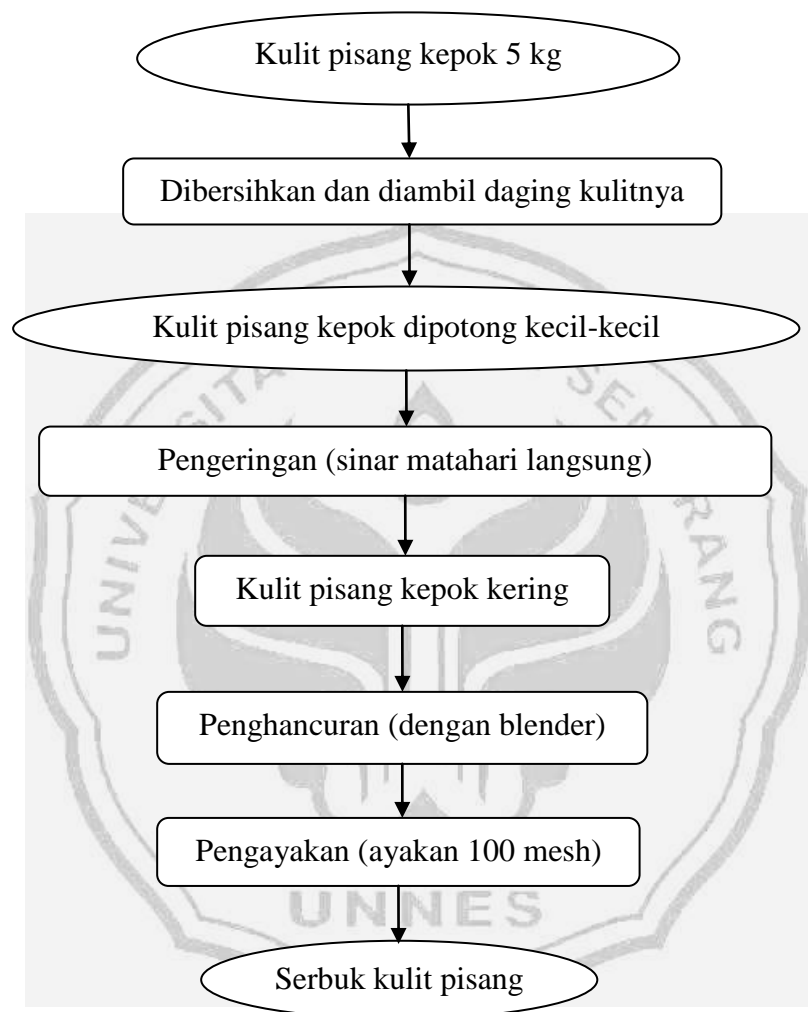 Kulit pisang kepok 5 kg
Dibersihkan dan diambil daging kulitnya
Kulit pisang kepok dipotong kecil-kecil
Pengeringan (sinar matahari langsung)
Kulit pisang kepok kering
Penghancuran (dengan blender)
Pengayakan (ayakan 100 mesh)
UNNES
Serbuk kulit pisang